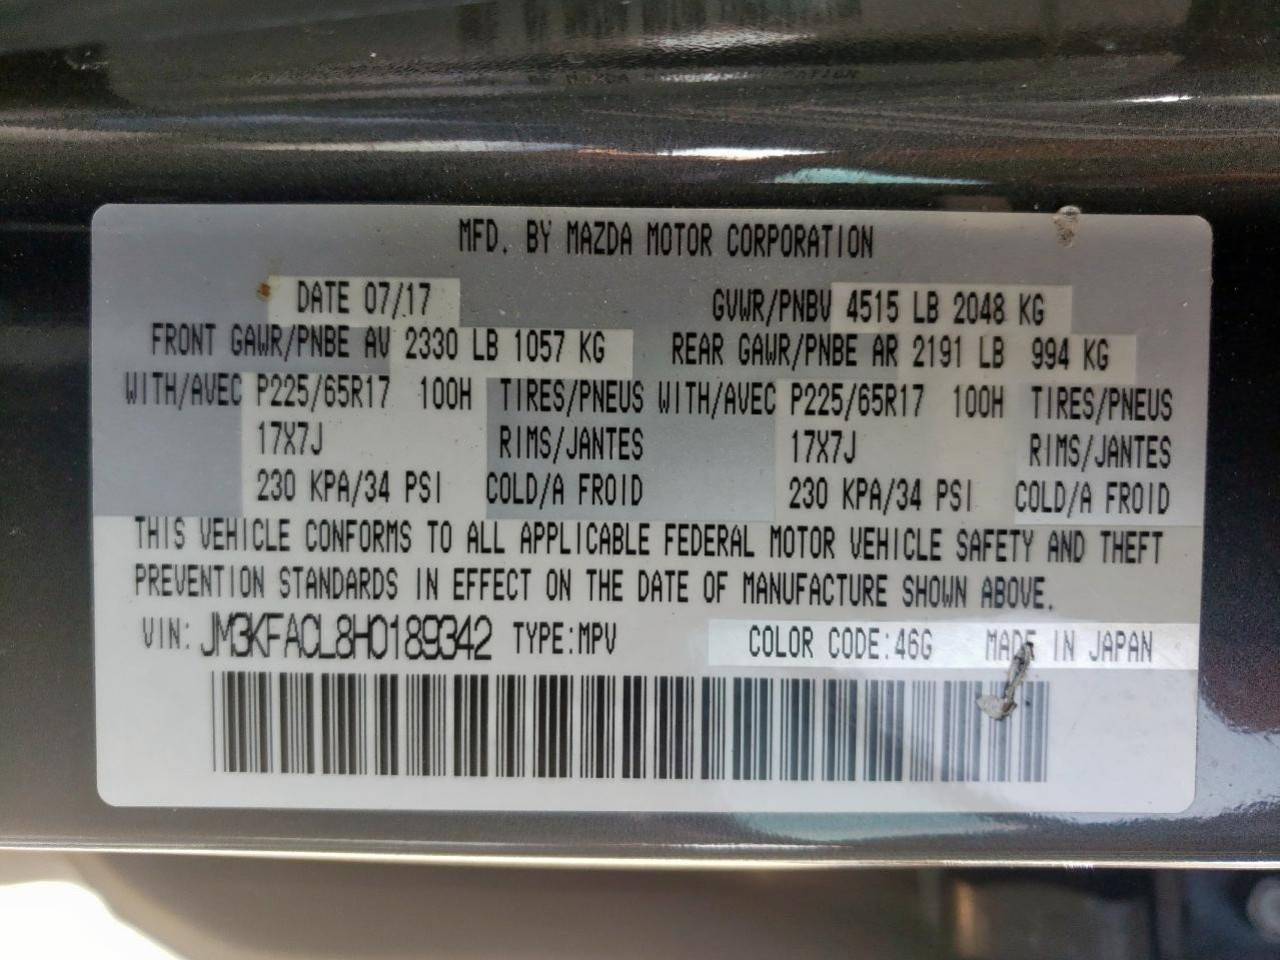 MFD. BY MAZDA MOTOR CORPORATION
DATE 07/17 GVWR/PNBV 4515 LB 2048 KG
FRONT GAWR/PNBE AV 2330 LB 1057 KG REAR GAWR/PNBE AR 2191 LB 994 KG
WITH/AVEC P225/65R17 100H TIRES/PNEUS WITH/AVEC P225/65R17 100H TIRES/PNEUS
17X7J RIMS/JANTES 17X7J RIMS/JANTES
230 KPA/34 PSI COLD/A FROID 230 KPA/34 PSI COLD/A FROID
THIS VEHICLE CONFORMS TO ALL APPLICABLE FEDERAL MOTOR VEHICLE SAFETY AND THEFT
PREVENTION STANDARDS IN EFFECT ON THE DATE OF MANUFACTURE SHOWN ABOVE.
VIN: JM3KFACL8H0189342 TYPE:MPV COLOR CODE:46G MADE IN JAPAN